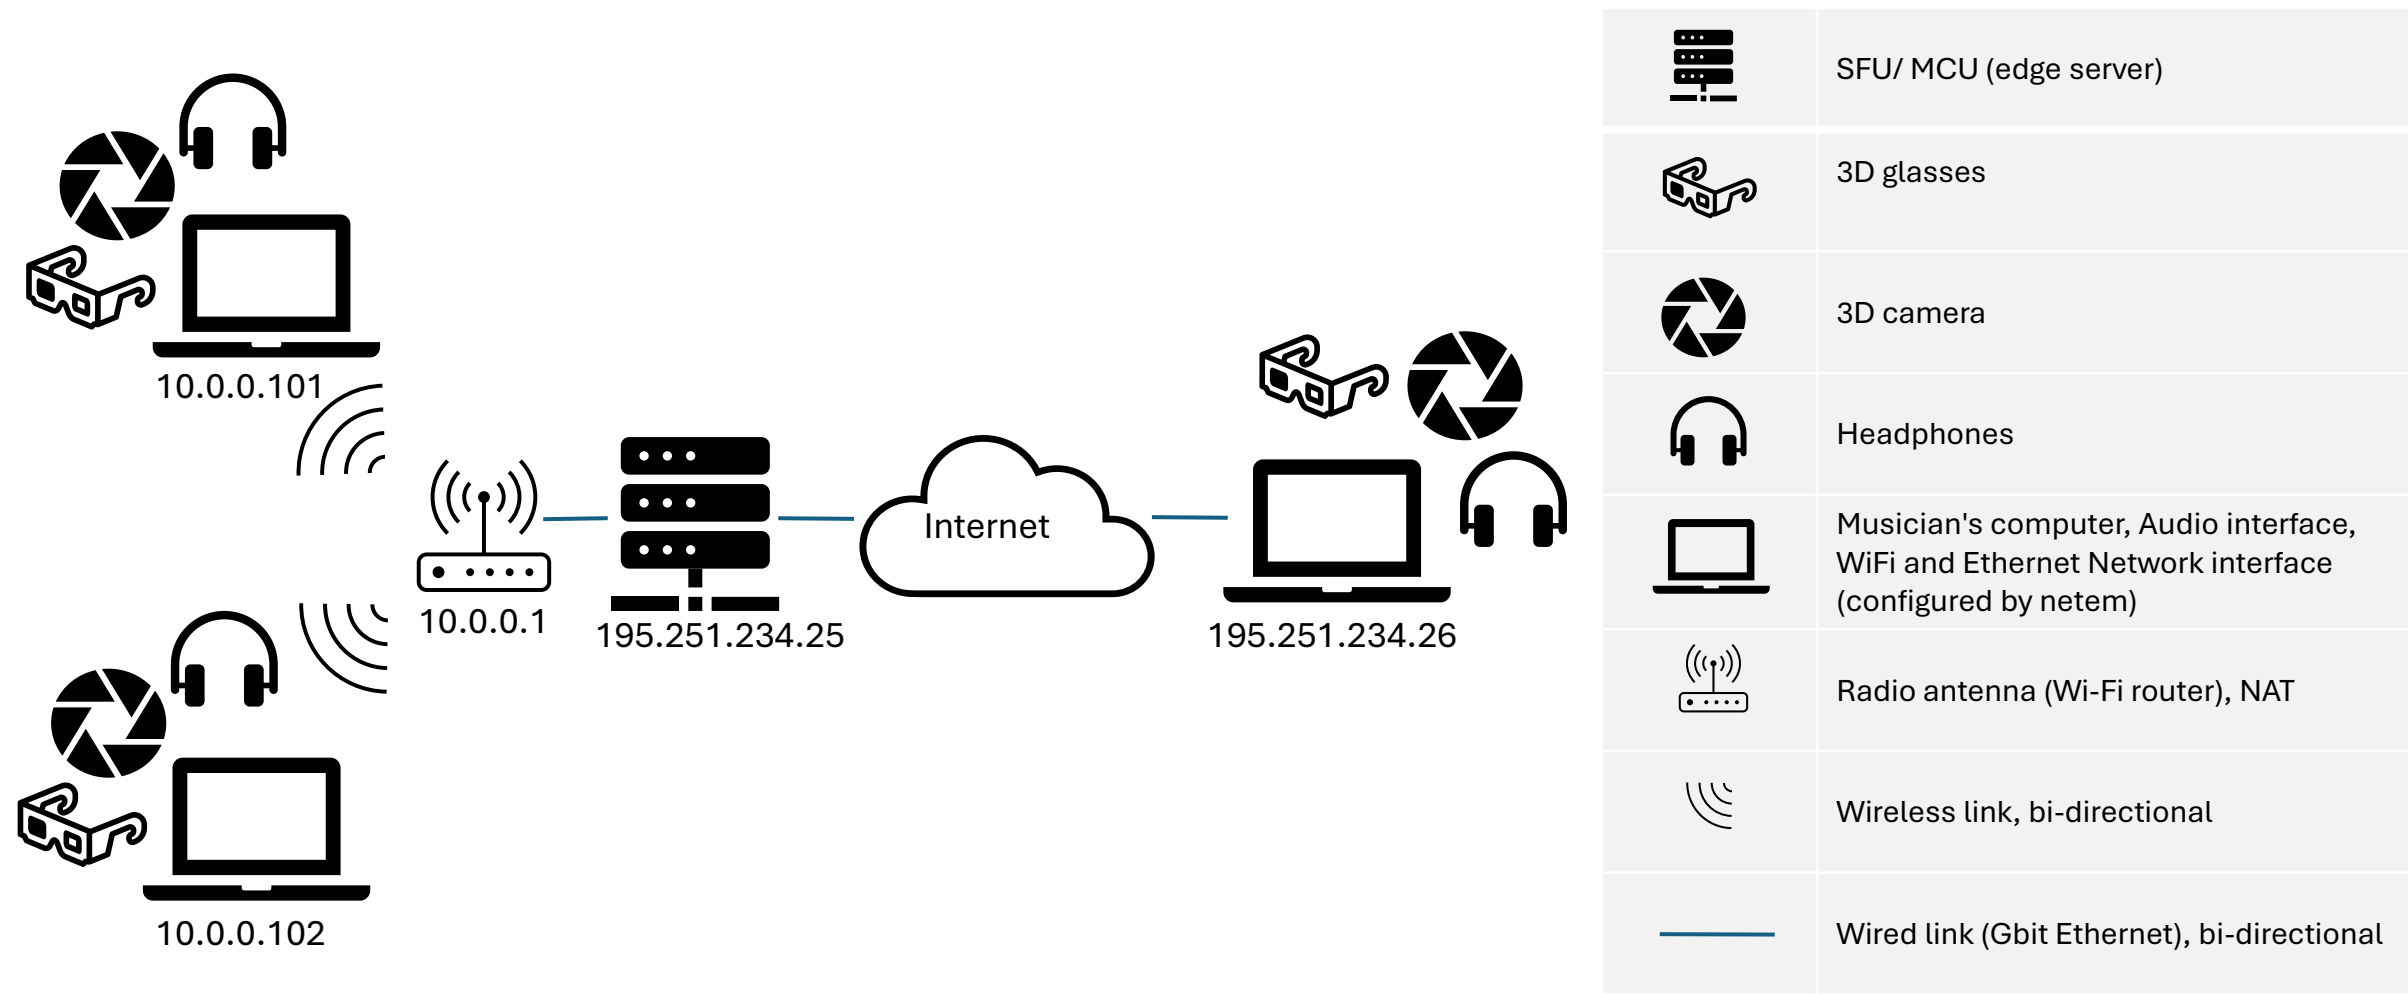 10.0.0.101
10.0.0.1
195.251.234.25
Internet
195.251.234.26
10.0.0.102
SFU/ MCU (edge server)
3D glasses
3D camera
Headphones
Musician's computer, Audio interface,
WiFi and Ethernet Network interface
(configured by netem)
Radio antenna (Wi-Fi router), NAT
Wireless link, bi-directional
Wired link (Gbit Ethernet), bi-directional